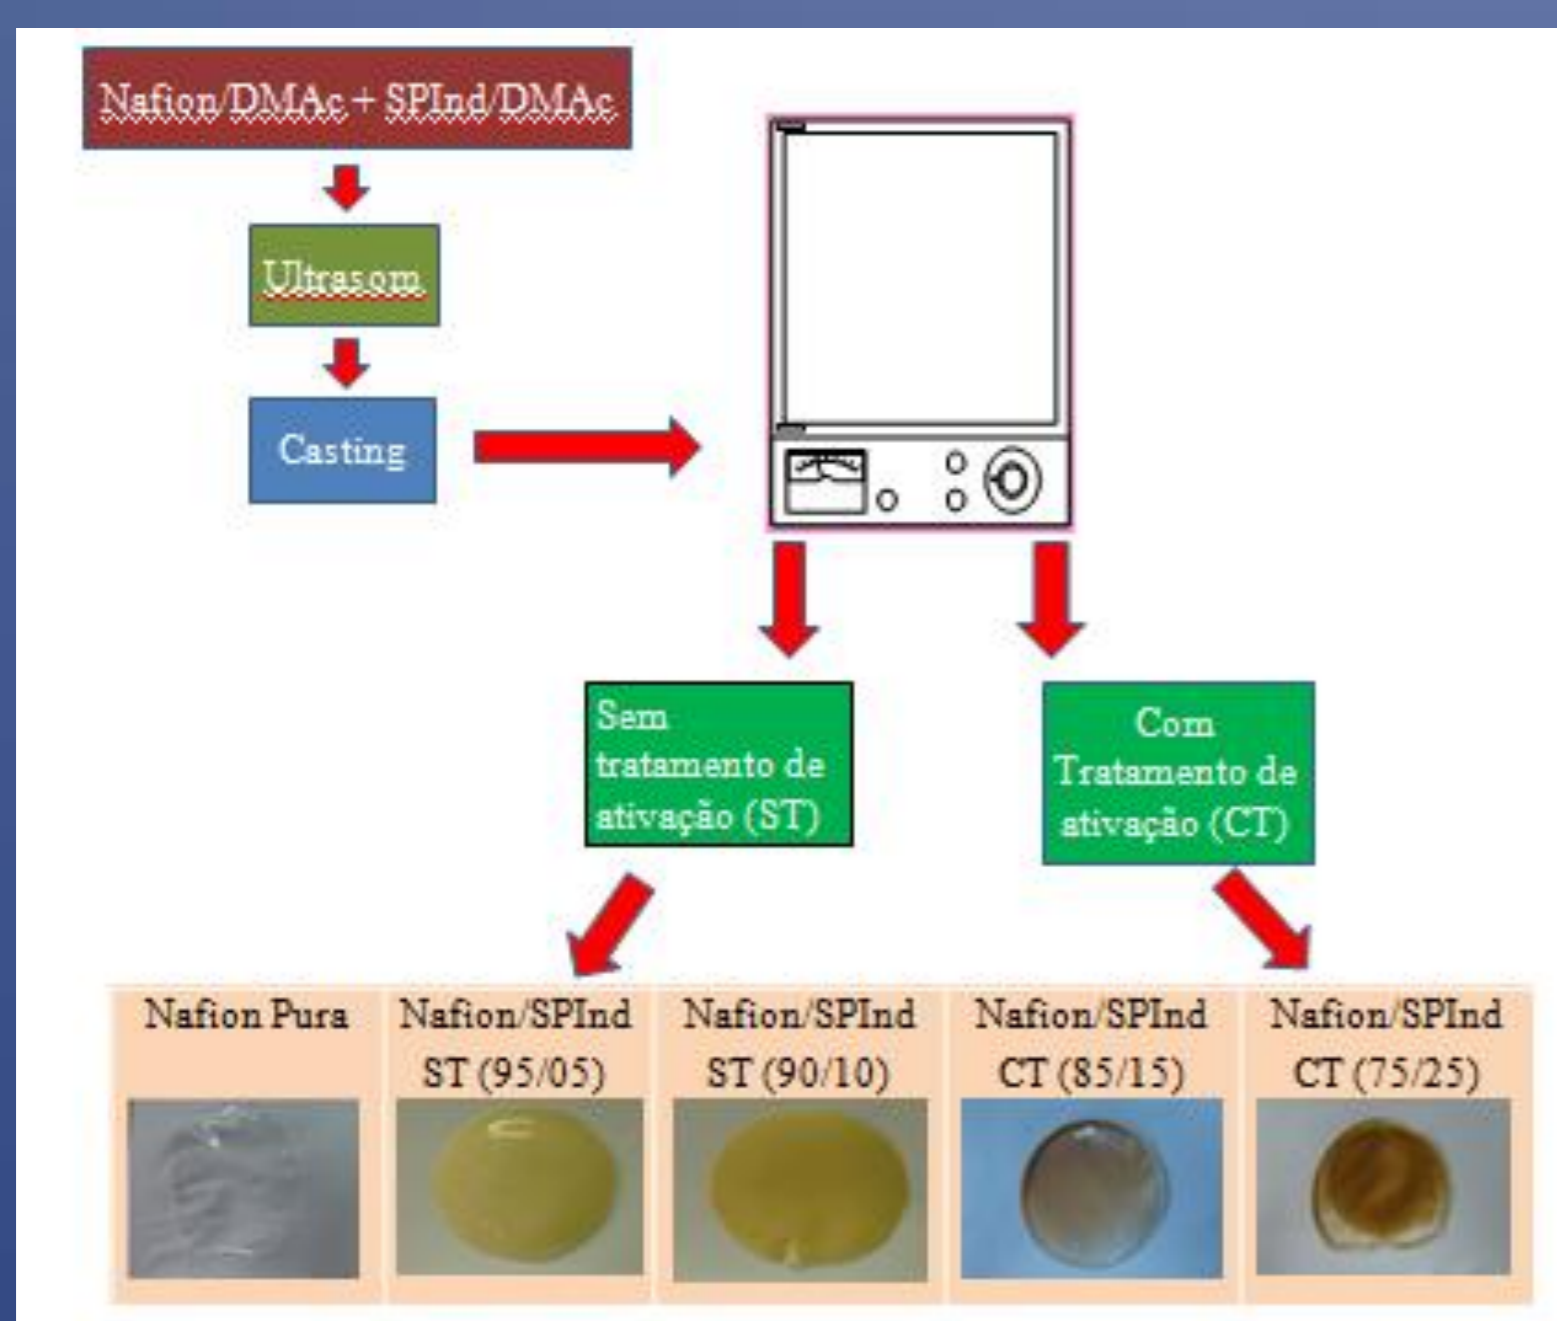 Nafion/DMAc + SPInd/DMAc
Ultrasom
Casting
Sem
tratamento de
ativação (ST)
Com
Tratamento de
ativação (CT)
Nafion Pura
Nafion/SPInd
ST (95/05)
Nafion/SPInd
ST (90/10)
Nafion/SPInd
CT (85/15)
Nafion/SPInd
CT (75/25)